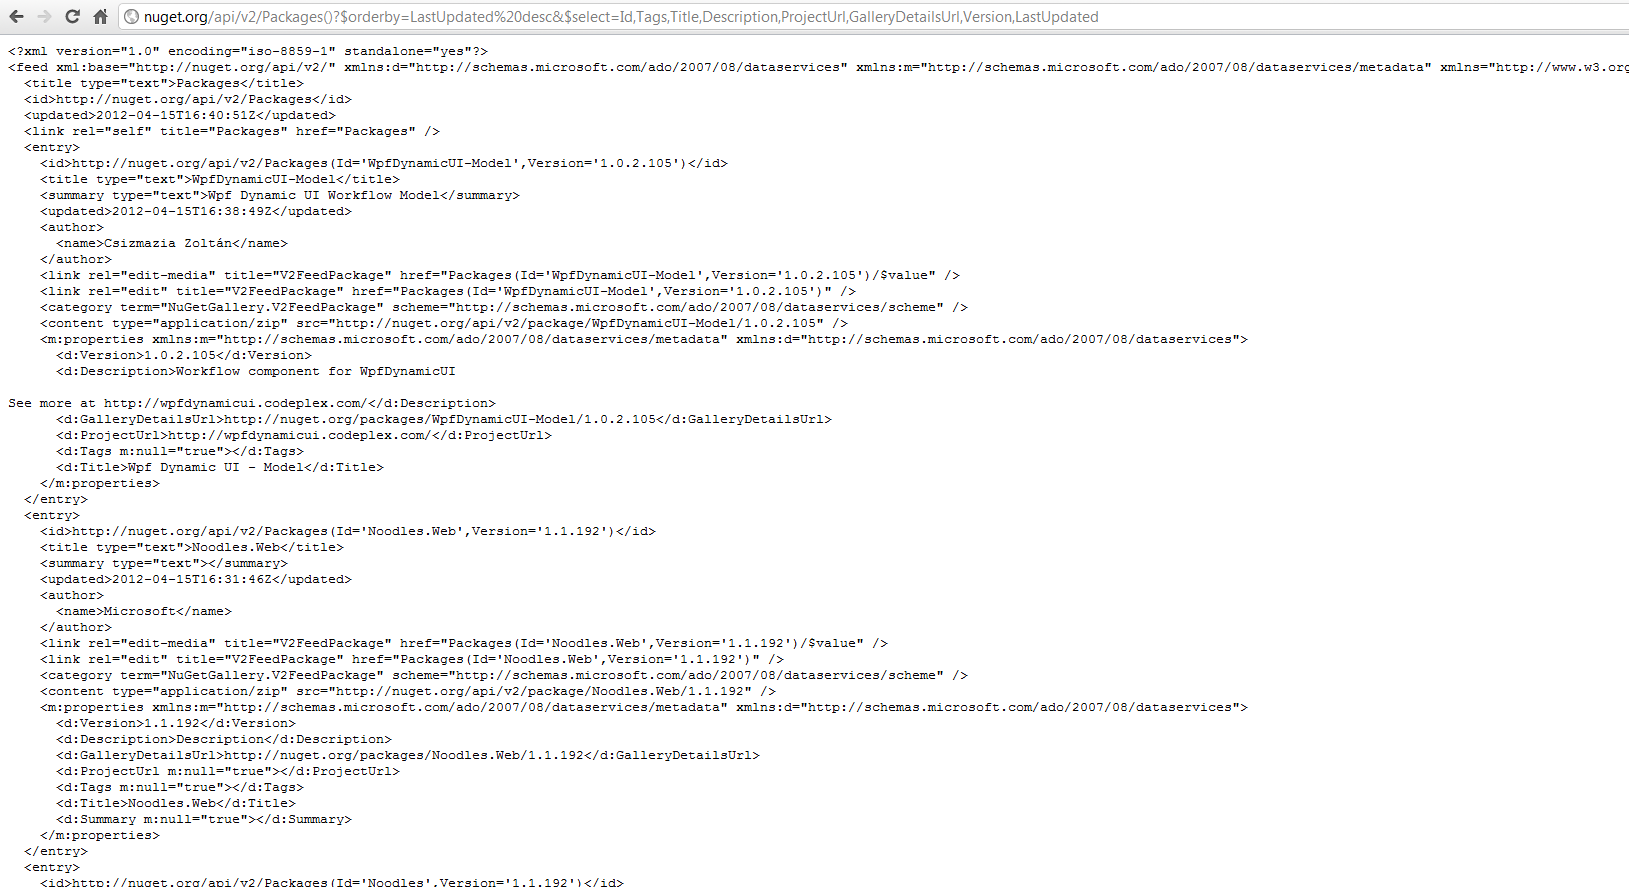 nuget.org/api/v2/Packages()?$orderby=LastUpdated%20desc&$select=Id,Tags,Title,Description,ProjectUrl,GalleryDetailsUrl,Version,LastUpdated
<?xml version="1.0" encoding="iso-8859-1" standalone="yes"?>
<feed xml:base="http://nuget.org/api/v2/" xmlns:d="http://schemas.microsoft.com/ado/2007/08/dataservices" xmlns:m="http://schemas.microsoft.com/ado/2007/08/dataservices/metadata" xmlns="http://www.w3.org
<title type="text">Packages</title>
<id>http://nuget.org/api/v2/Packages</id>
<updated>2012-04-15T16:40:51Z</updated>
<link rel="self" title="Packages" href="Packages" />
<entry>
<id>http://nuget.org/api/v2/Packages(Id='WpfDynamicUI-Model',Version='1.0.2.105')</id>
<title type="text">WpfDynamicUI-Model</title>
<summary type="text">Wpf Dynamic UI Workflow Model</summary>
<updated>2012-04-15T16:38:49Z</updated>
<author>
<name>Csizmazia Zoltán</name>
</author>
<link rel="edit-media" title="V2FeedPackage" href="Packages(Id='WpfDynamicUI-Model',Version='1.0.2.105')/$value" />
<link rel="edit" title="V2FeedPackage" href="Packages(Id='WpfDynamicUI-Model',Version='1.0.2.105')" />
<category term="NuGetGallery.V2FeedPackage" scheme="http://schemas.microsoft.com/ado/2007/08/dataservices/scheme" />
<content type="application/zip" src="http://nuget.org/api/v2/package/WpfDynamicUI-Model/1.0.2.105" />
<m:properties xmlns:m="http://schemas.microsoft.com/ado/2007/08/dataservices/metadata" xmlns:d="http://schemas.microsoft.com/ado/2007/08/dataservices">
<d:Version>1.0.2.105</d:Version>
<d:Description>Workflow component for WpfDynamicUI
See more at http://wpfdynamicui.codeplex.com/</d:Description>
<d:GalleryDetailsUrl>http://nuget.org/packages/WpfDynamicUI-Model/1.0.2.105</d:GalleryDetailsUrl>
<d:ProjectUrl>http://wpfdynamicui.codeplex.com/</d:ProjectUrl>
<d:Tags m:null="true"></d:Tags>
<d:Title>Wpf Dynamic UI - Model</d:Title>
</m:properties>
</entry>
<entry>
<id>http://nuget.org/api/v2/Packages(Id='Noodles.Web',Version='1.1.192')</id>
<title type="text">Noodles.Web</title>
<summary type="text"></summary>
<updated>2012-04-15T16:31:46Z</updated>
<author>
<name>Microsoft</name>
</author>
<link rel="edit-media" title="V2FeedPackage" href="Packages(Id='Noodles.Web',Version='1.1.192')/$value" />
<link rel="edit" title="V2FeedPackage" href="Packages(Id='Noodles.Web',Version='1.1.192')" />
<category term="NuGetGallery.V2FeedPackage" scheme="http://schemas.microsoft.com/ado/2007/08/dataservices/scheme" />
<content type="application/zip" src="http://nuget.org/api/v2/package/Noodles.Web/1.1.192" />
<m:properties xmlns:m="http://schemas.microsoft.com/ado/2007/08/dataservices/metadata" xmlns:d="http://schemas.microsoft.com/ado/2007/08/dataservices">
<d:Version>1.1.192</d:Version>
<d:Description>Description</d:Description>
<d:GalleryDetailsUrl>http://nuget.org/packages/Noodles.Web/1.1.192</d:GalleryDetailsUrl>
<d:ProjectUrl m:null="true"></d:ProjectUrl>
<d:Tags m:null="true"></d:Tags>
<d:Title>Noodles.Web</d:Title>
<d:Summary m:null="true"></d:Summary>
</m:properties>
</entry>
<entry>
<id>http://nuget.org/api/v2/Packages(Id='Noodles',Version='1.1.192')</id>